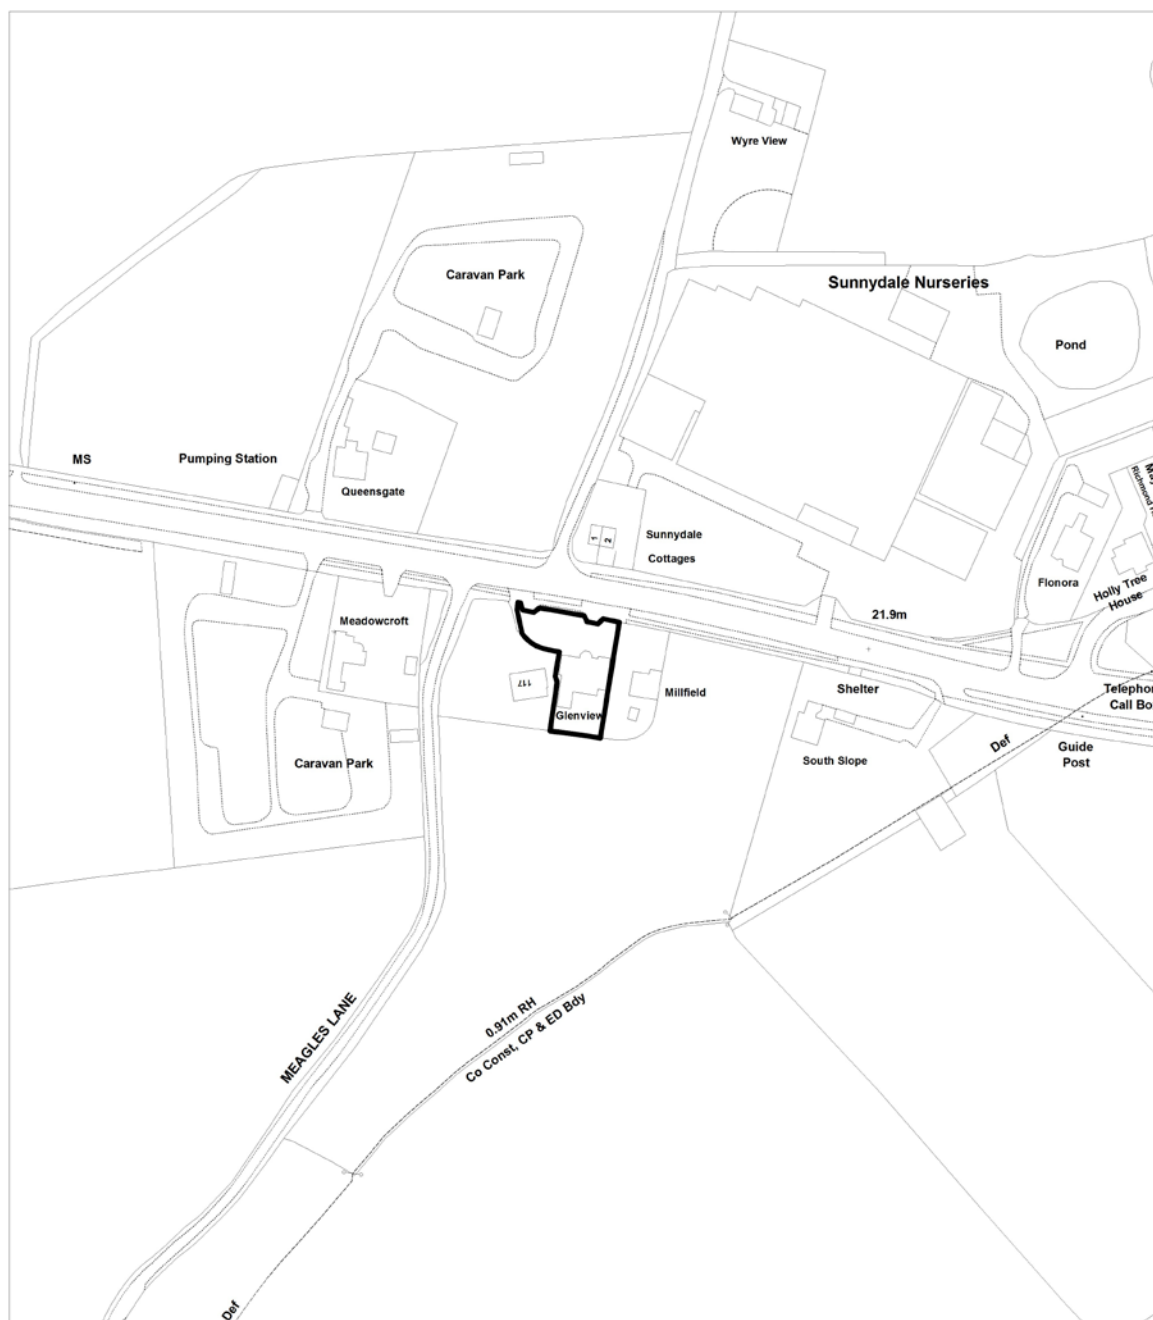 Wyre View
Caravan Park
Sunnydale Nurseries
Pond
MS
Pumping Station
Queensgate
1
2
Sunnydale
Cottages
Richmond
Flonora
Holly Tree
House
21.9m
Meadowcroft
117
Glenview
Millfield
Shelter
Telephon
Call Bo
Def
Guide
Post
South Slope
Caravan Park
MEAGLES LANE
0.91m RH
Co Const, CP & ED Bdy
Def